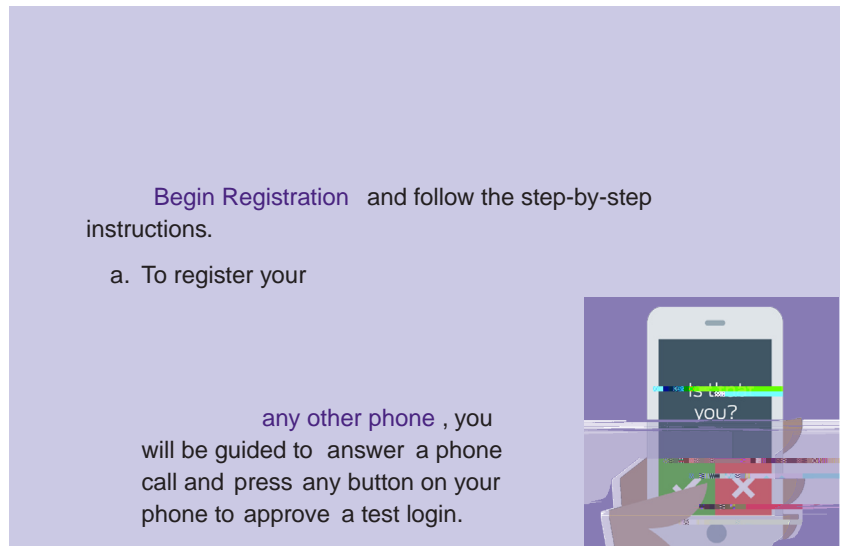 Begin Registration and follow the step-by-step
instructions.
a. To register your
any other phone , you
will be guided to answer a phone
call and press any button on your
phone to approve a test login.
you?